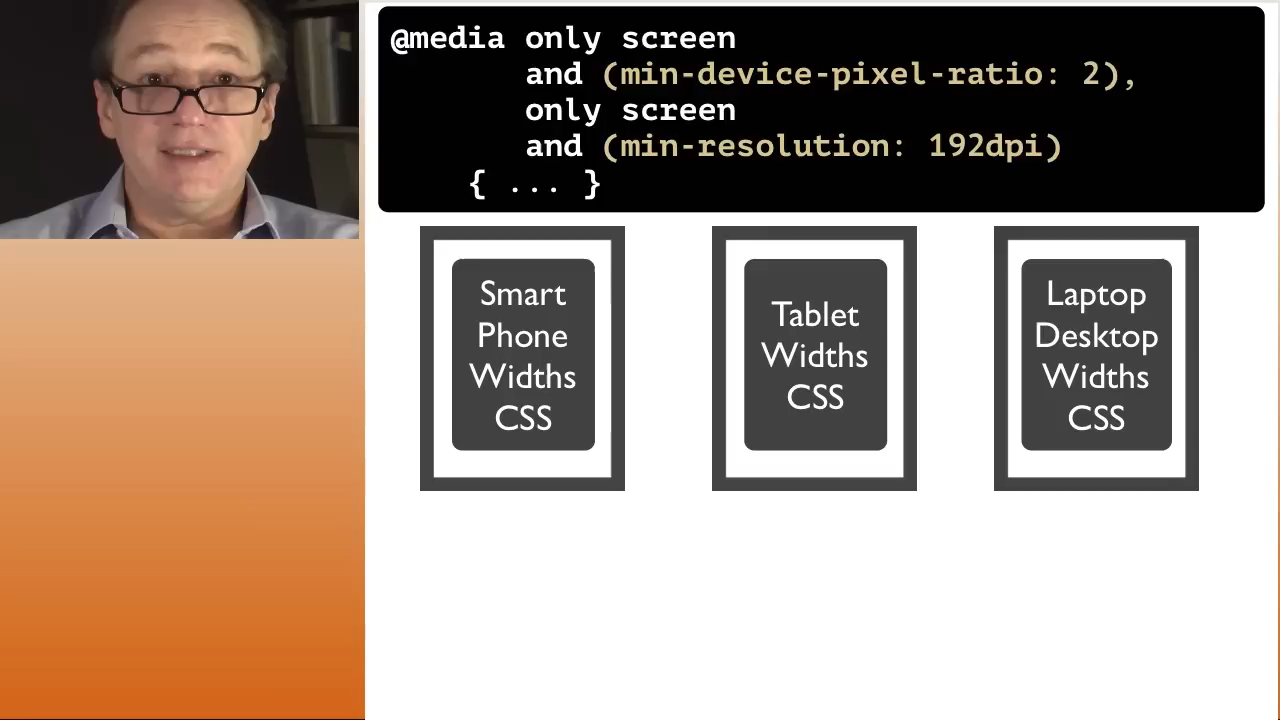 @media only screen
and (min-device-pixel-ratio: 2),
only screen
and (min-resolution: 192dpi)
{ ... }
Smart
Phone
Widths
CSS
Tablet
Widths
CSS
Laptop
Desktop
Widths
CSS